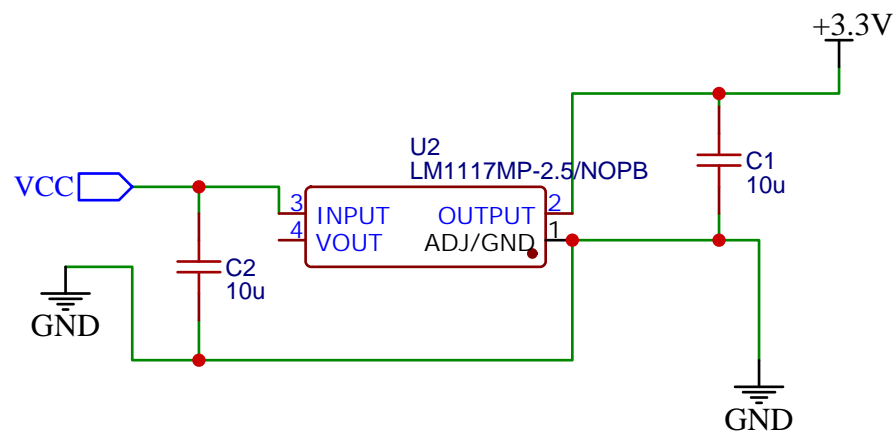 +3.3V
U2
LM1117MP-2.5/NOPB
C1
10u
VCC
3
INPUT
OUTPUT
2
4
VOUT
ADJ/GND
1
C2
10u
GND
GND